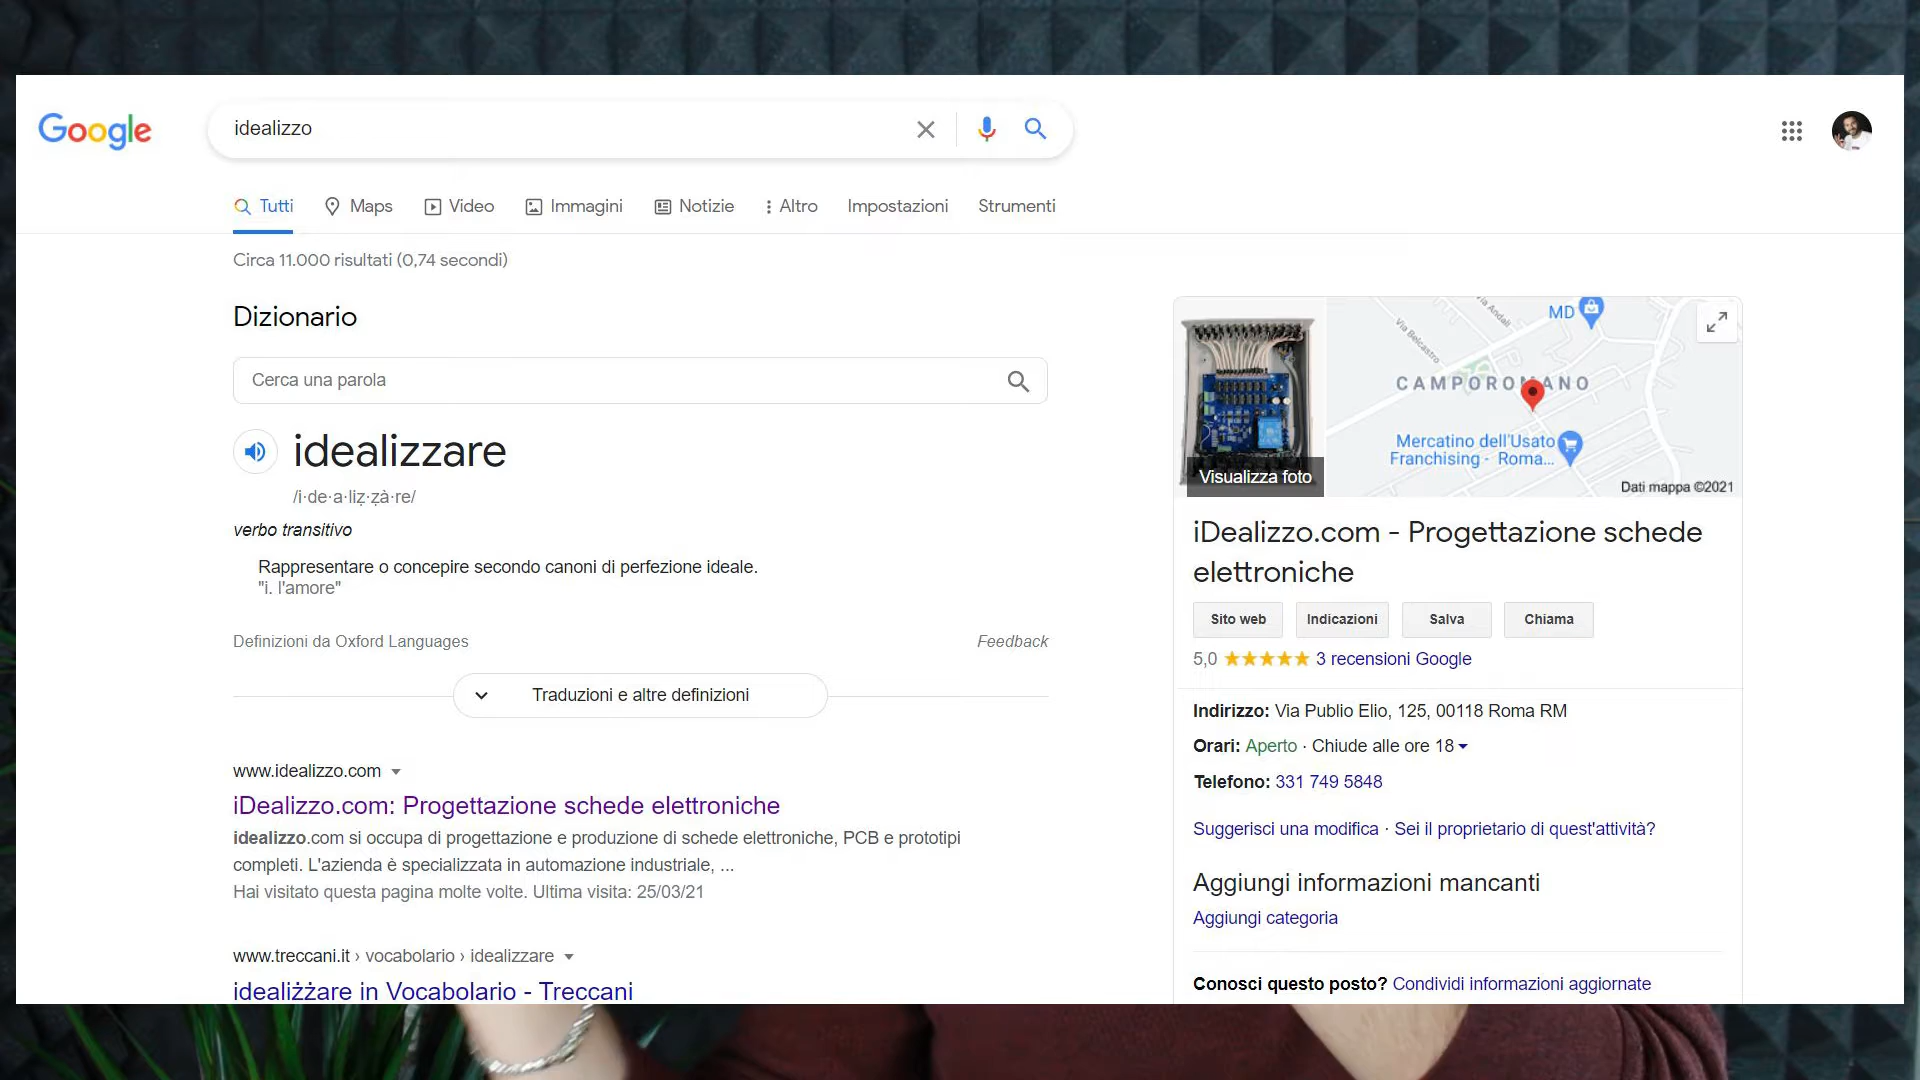 Google
idealizzo
Tutti
Maps
Video
Immagini
Notizie
Altro
Impostazioni
Strumenti
Circa 11.000 risultati (0,74 secondi)
Dizionario
Cerca una parola
idealizzare
/i·de·a·liẓ·ẓà·re/
verbo transitivo
Rappresentare o concepire secondo canoni di perfezione ideale.
"i. l'amore"
Definizioni da Oxford Languages
Feedback
Traduzioni e altre definizioni
www.idealizzo.com
iDealizzo.com: Progettazione schede elettroniche
idealizzo.com si occupa di progettazione e produzione di schede elettroniche, PCB e prototipi
completi. L'azienda è specializzata in automazione industriale, ...
Hai visitato questa pagina molte volte. Ultima visita: 25/03/21
www.treccani.it › vocabolario › idealizzare
idealiżżare in Vocabolario - Treccani
Visualizza foto
Via Andali
Via Belcastro
MD
CAMPOROMANO
Mercatino dell'Usato
Franchising - Roma...
Dati mappa ©2021
iDealizzo.com - Progettazione schede
elettroniche
Sito web
Indicazioni
Salva
Chiama
5,0
3 recensioni Google
Indirizzo: Via Publio Elio, 125, 00118 Roma RM
Orari: Aperto · Chiude alle ore 18
Telefono: 331 749 5848
Suggerisci una modifica · Sei il proprietario di quest'attività?
Aggiungi informazioni mancanti
Aggiungi categoria
Conosci questo posto? Condividi informazioni aggiornate